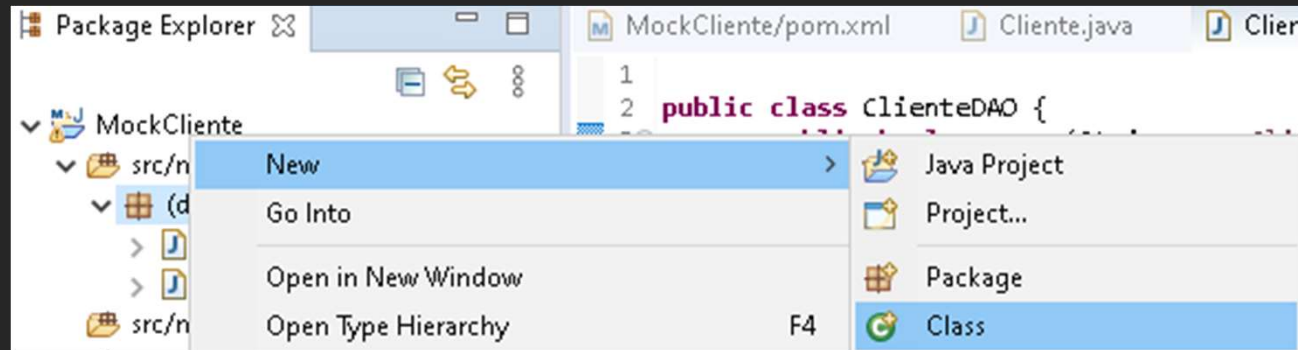 Package Explorer
MockCliente/pom.xml
Cliente.java
1
2 public class ClienteDAO {
MockCliente
src/
New
Java Project
(d
Go Into
Project...
Open in New Window
Package
src/
Open Type Hierarchy F4
Class